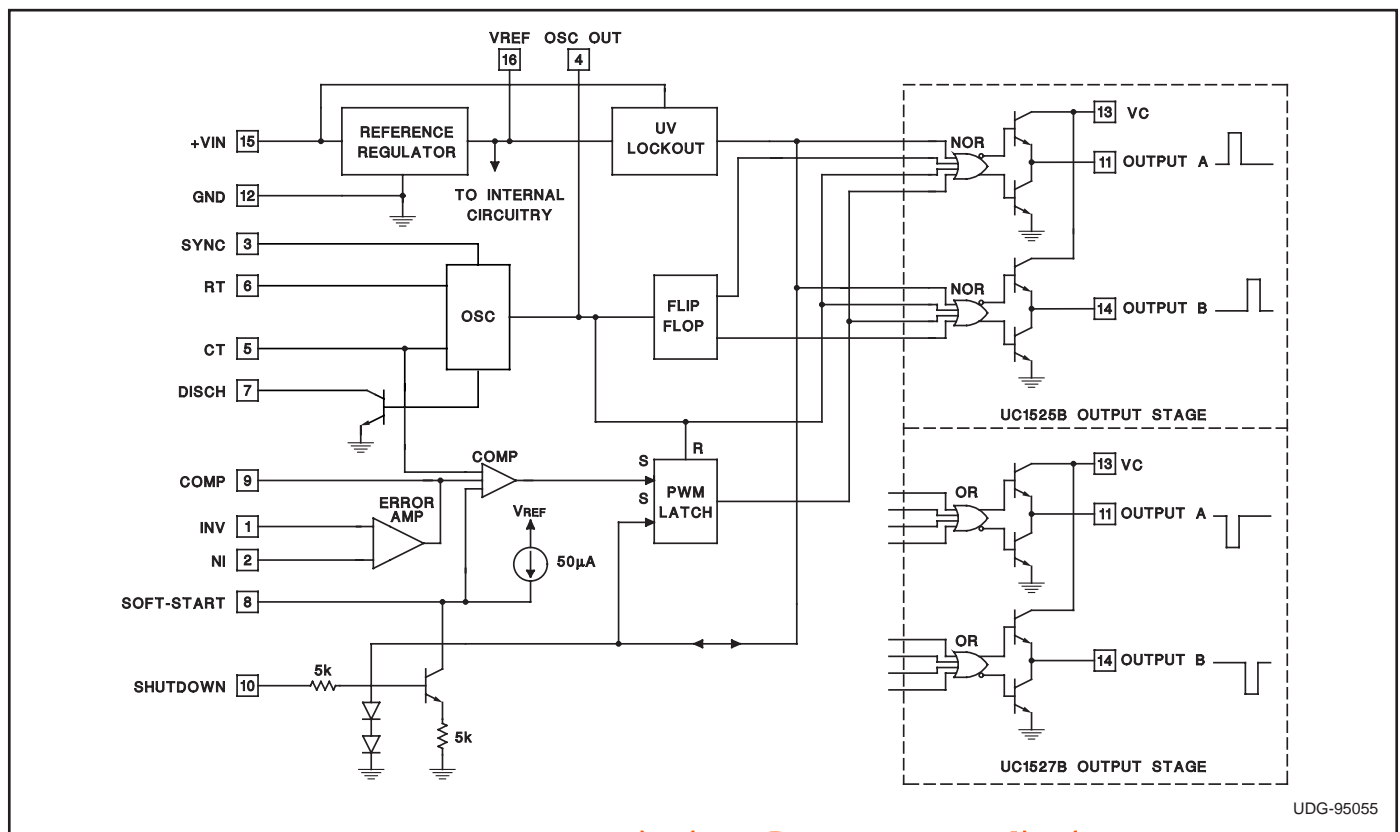 VREF OSC OUT
16 4
+VIN 15
REFERENCE
REGULATOR
UV
LOCKOUT
GND 12
TO INTERNAL
CIRCUITRY
SYNC 3
RT 6
OSC
CT 5
DISCH 7
FLIP
FLOP
COMP 9
COMP
INV 1
ERROR
AMP
NI 2
VREF
50µA
S
S
R
PWM
LATCH
SOFT-START 8
SHUTDOWN 10
5k
5k
NOR
13 VC
11 OUTPUT A
NOR
14 OUTPUT B
UC1525B OUTPUT STAGE
OR
13 VC
11 OUTPUT A
OR
14 OUTPUT B
UC1527B OUTPUT STAGE
UDG-95055